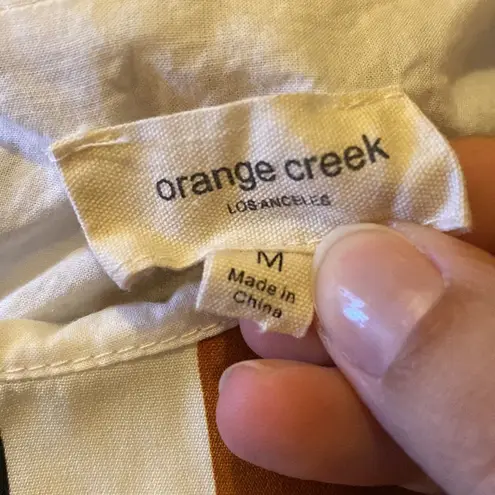 orange creek
LOS ANGELES
M
Made in
China